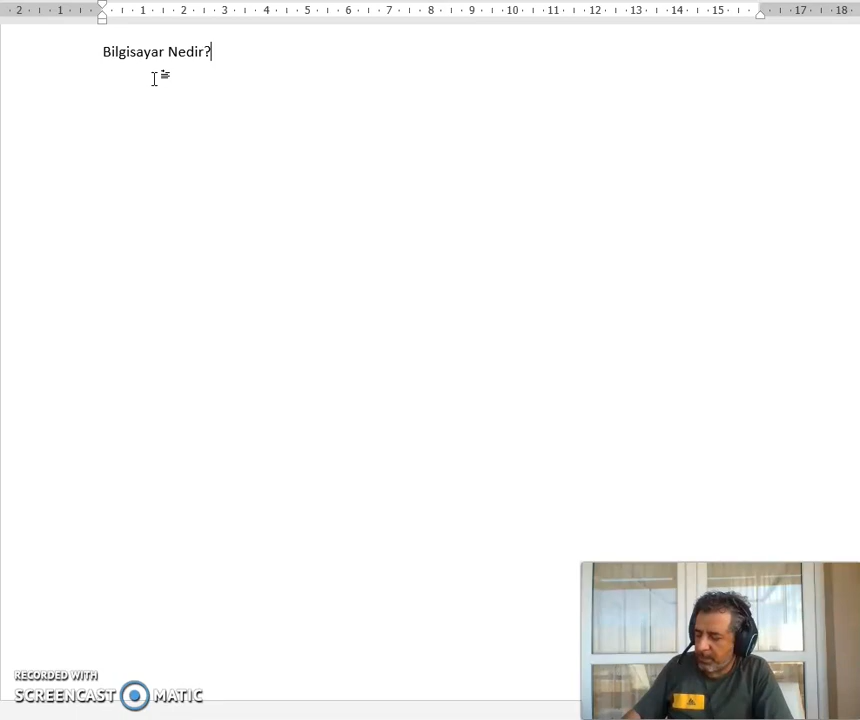 2 1 1 2 3 4 5 6 7 8 9 10 11 12 13 14 15 17 18
Bilgisayar Nedir?
RECORDED WITH
SCREENCAST MATIC